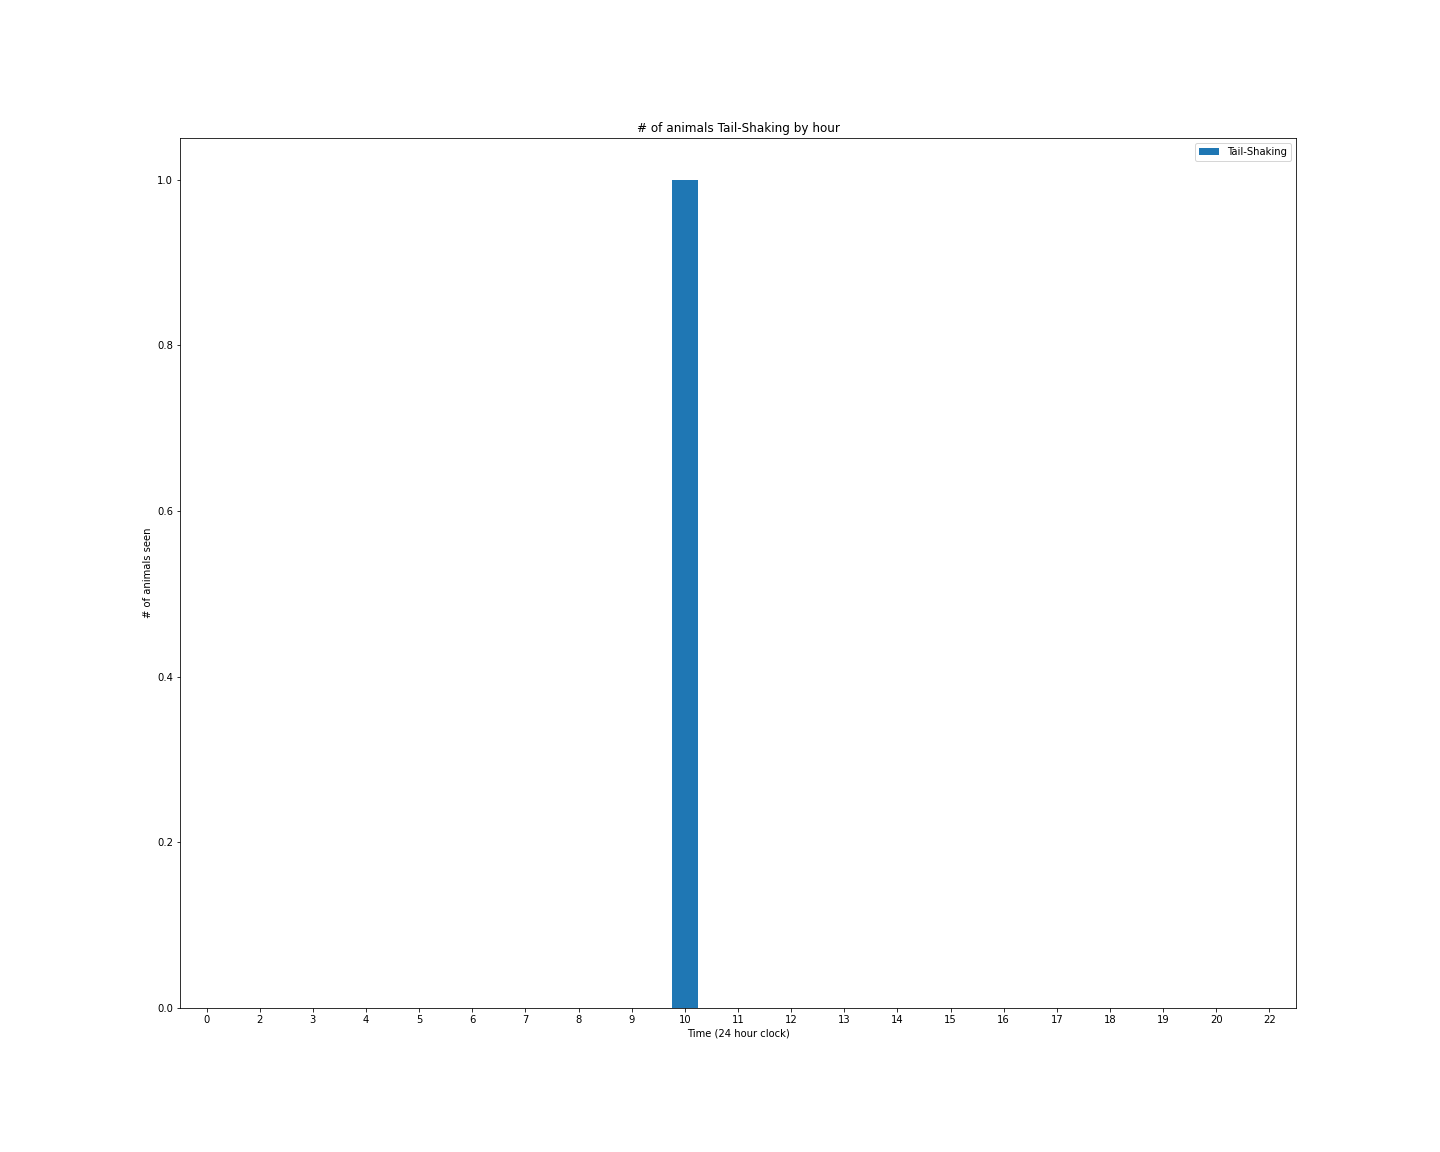 # of animals Tail-Shaking by hour
Tail-Shaking
1.0
0.8
0.6
0.4
0.2
0.0
# of animals seen
0 2 3 4 5 6 7 8 9 10 11 12 13 14 15 16 17 18 19 20 22
Time (24 hour clock)